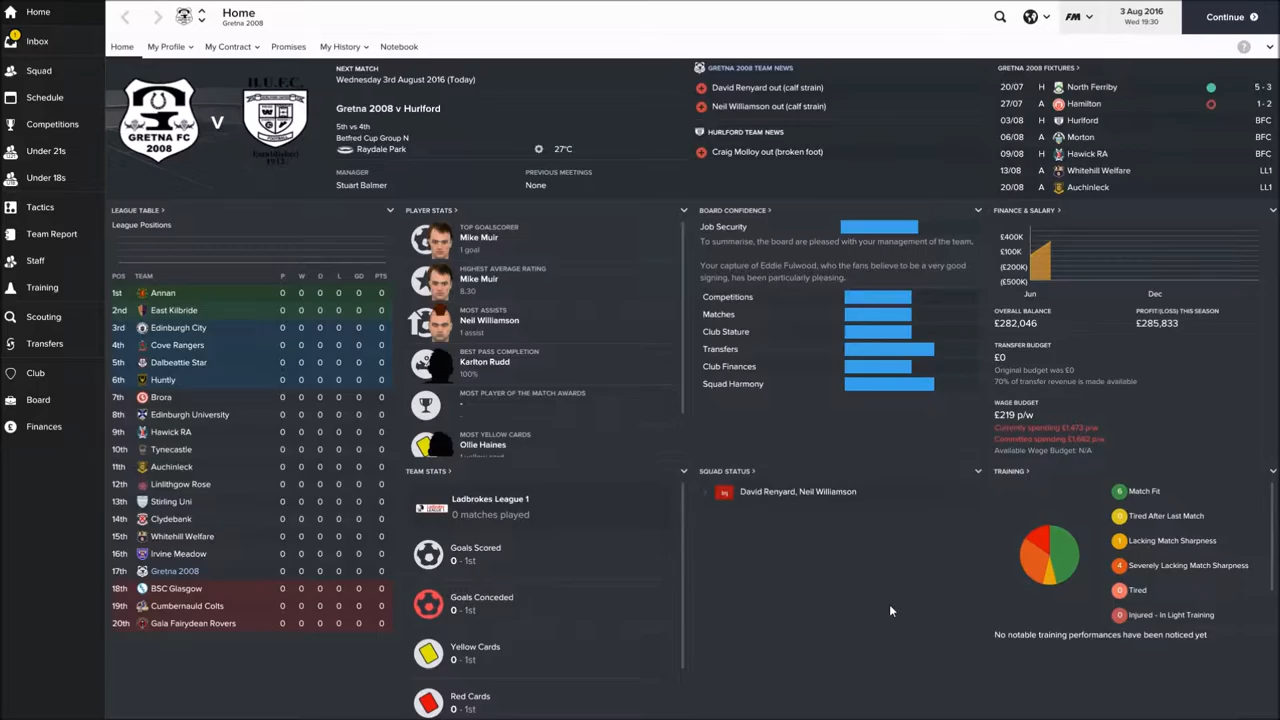 Home
Inbox
Squad
Schedule
Competitions
Under 21s
Under 18s
Tactics
Team Report
Staff
Training
Scouting
Transfers
Club
Board
Finances
Home
Gretna 2008
FM
3 Aug 2016
Wed 19:30
Continue
Home My Profile My Contract Promises My History Notebook
GRETNA FC
2008
V
H.U.F.C.
NEXT MATCH
Wednesday 3rd August 2016 (Today)
Gretna 2008 v Hurlford
5th vs 4th
Betfred Cup Group N
Raydale Park 27°C
MANAGER PREVIOUS MEETINGS
Stuart Balmer None
GRETNA 2008 TEAM NEWS
David Renyard out (calf strain)
Neil Williamson out (calf strain)
HURLFORD TEAM NEWS
Craig Molloy out (broken foot)
GRETNA 2008 FIXTURES >
20/07 H North Ferriby 5 - 3
27/07 A Hamilton 1 - 2
03/08 H Hurlford BFC
06/08 A Morton BFC
09/08 H Hawick RA BFC
13/08 A Whitehill Welfare LL1
20/08 A Auchinleck LL1
LEAGUE TABLE >
League Positions
POS TEAM P W D L GD PTS
1st Annan 0 0 0 0 0 0
2nd East Kilbride 0 0 0 0 0 0
3rd Edinburgh City 0 0 0 0 0 0
4th Cove Rangers 0 0 0 0 0 0
5th Dalbeattie Star 0 0 0 0 0 0
6th Huntly 0 0 0 0 0 0
7th Brora 0 0 0 0 0 0
8th Edinburgh University 0 0 0 0 0 0
9th Hawick RA 0 0 0 0 0 0
10th Tynecastle 0 0 0 0 0 0
11th Auchinleck 0 0 0 0 0 0
12th Linlithgow Rose 0 0 0 0 0 0
13th Stirling Uni 0 0 0 0 0 0
14th Clydebank 0 0 0 0 0 0
15th Whitehill Welfare 0 0 0 0 0 0
16th Irvine Meadow 0 0 0 0 0 0
17th Gretna 2008 0 0 0 0 0 0
18th BSC Glasgow 0 0 0 0 0 0
19th Cumbernauld Colts 0 0 0 0 0 0
20th Gala Fairydean Rovers 0 0 0 0 0 0
PLAYER STATS >
TOP GOALSCORER
Mike Muir
1 goal
HIGHEST AVERAGE RATING
Mike Muir
8.30
MOST ASSISTS
Neil Williamson
1 assist
BEST PASS COMPLETION
Karlton Rudd
100%
MOST PLAYER OF THE MATCH AWARDS
-
-
MOST YELLOW CARDS
Ollie Haines
TEAM STATS >
Ladbrokes League 1
0 matches played
Goals Scored
0 - 1st
Goals Conceded
0 - 1st
Yellow Cards
0 - 1st
Red Cards
0 - 1st
BOARD CONFIDENCE >
Job Security
To summarise, the board are pleased with your management of the team.
Your capture of Eddie Fulwood, who the fans believe to be a very good
signing, has been particularly pleasing.
Competitions
Matches
Club Stature
Transfers
Club Finances
Squad Harmony
SQUAD STATUS >
Inj David Renyard, Neil Williamson
FINANCE & SALARY >
£400K
£100K
(£200K)
(£500K)
Jun Dec
OVERALL BALANCE PROFIT/(LOSS) THIS SEASON
£282,046 £285,833
TRANSFER BUDGET
£0
Original budget was £0
70% of transfer revenue is made available
WAGE BUDGET
£219 p/w
Currently spending £1,473 p/w
Committed spending £1,662 p/w
Available Wage Budget: N/A
TRAINING >
6 Match Fit
0 Tired After Last Match
1 Lacking Match Sharpness
4 Severely Lacking Match Sharpness
0 Tired
0 Injured - In Light Training
No notable training performances have been noticed yet